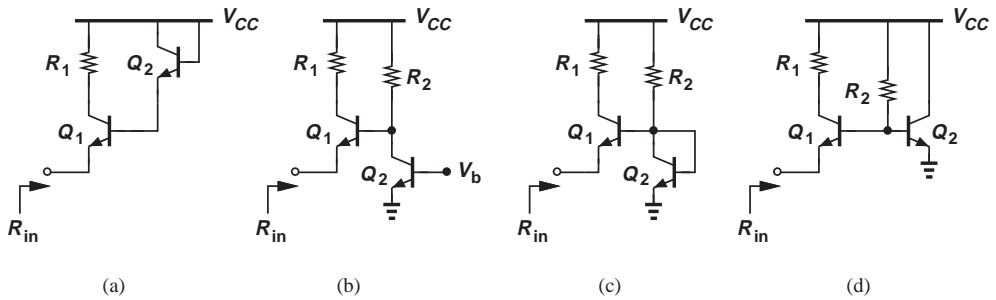 V_CC
R_1
Q_2
Q_1
R_in
(a)
V_CC
R_1
R_2
Q_1
Q_2
V_b
R_in
(b)
V_CC
R_1
R_2
Q_1
Q_2
R_in
(c)
V_CC
R_1
R_2
Q_1
Q_2
R_in
(d)